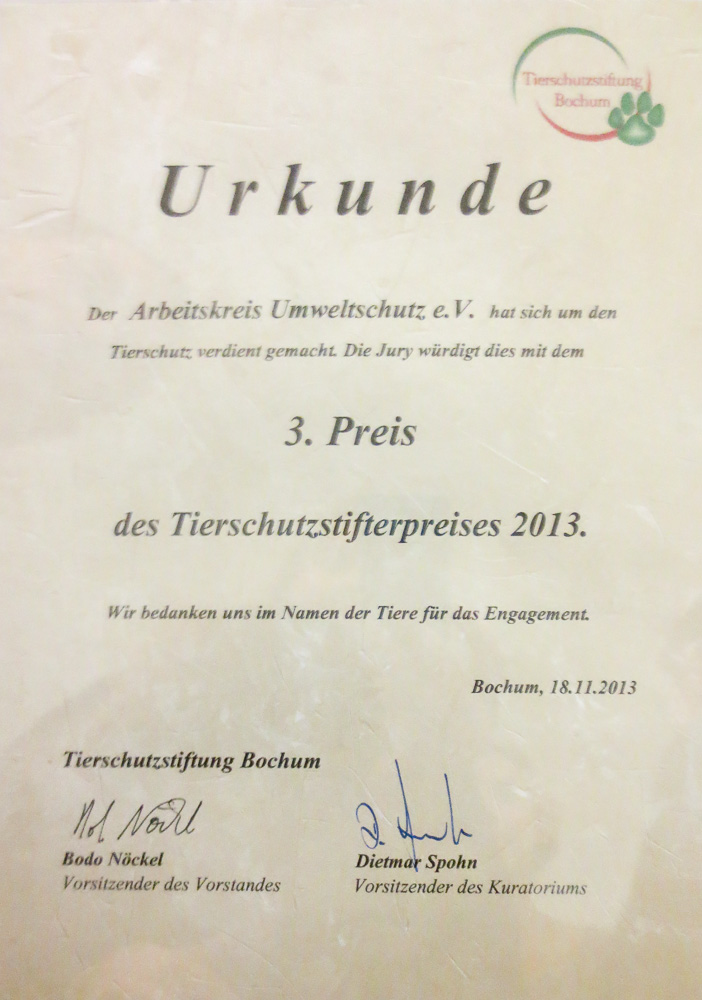 Tierschutzstiftung
Bochum
Urkunde
Der Arbeitskreis Umweltschutz e.V. hat sich um den
Tierschutz verdient gemacht. Die Jury würdigt dies mit dem
3. Preis
des Tierschutzstifterpreises 2013.
Wir bedanken uns im Namen der Tiere für das Engagement.
Bochum, 18.11.2013
Tierschutzstiftung Bochum
Bodo Nöckel
Vorsitzender des Vorstandes
Dietmar Spohn
Vorsitzender des Kuratoriums